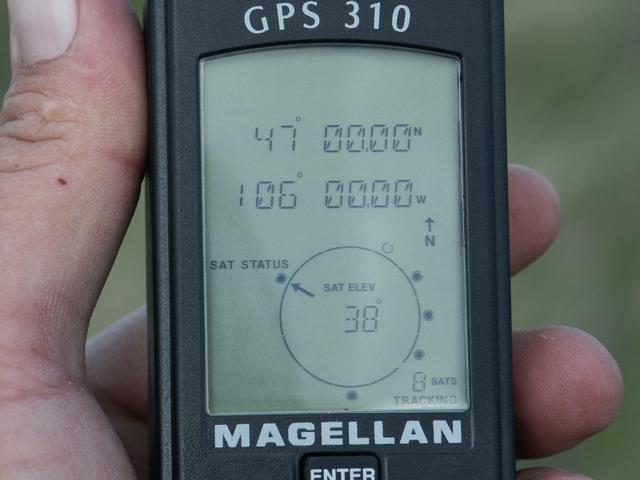 GPS 310
47° 00.00 N
106° 00.00 W
N
SAT STATUS
SAT ELEV
38°
8 SATS
TRACKING
MAGELLAN
ENTER